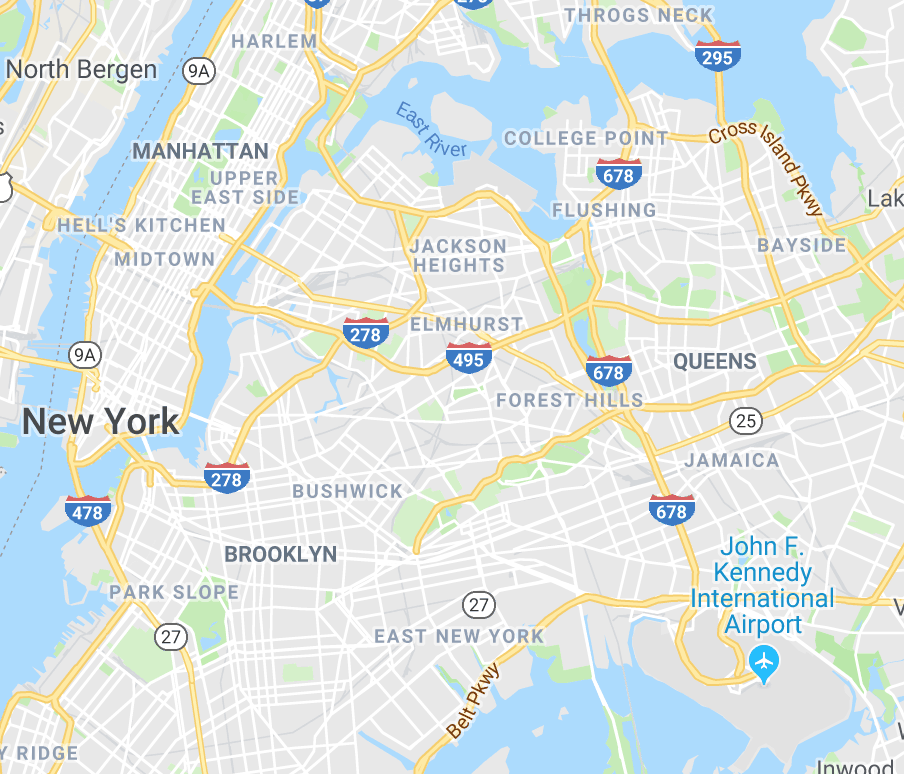 THROGS NECK
HARLEM
295
North Bergen
9A
East River
COLLEGE POINT
Cross Island Pkwy
MANHATTAN
678
UPPER
EAST SIDE
Lak
FLUSHING
HELL'S KITCHEN
BAYSIDE
JACKSON
HEIGHTS
MIDTOWN
ELMHURST
278
9A
495
QUEENS
678
FOREST HILLS
New York
25
JAMAICA
278
BUSHWICK
478
678
BROOKLYN
John F.
Kennedy
International
Airport
PARK SLOPE
27
27
EAST NEW YORK
Belt Pkwy
Y RIDGE
Inwood